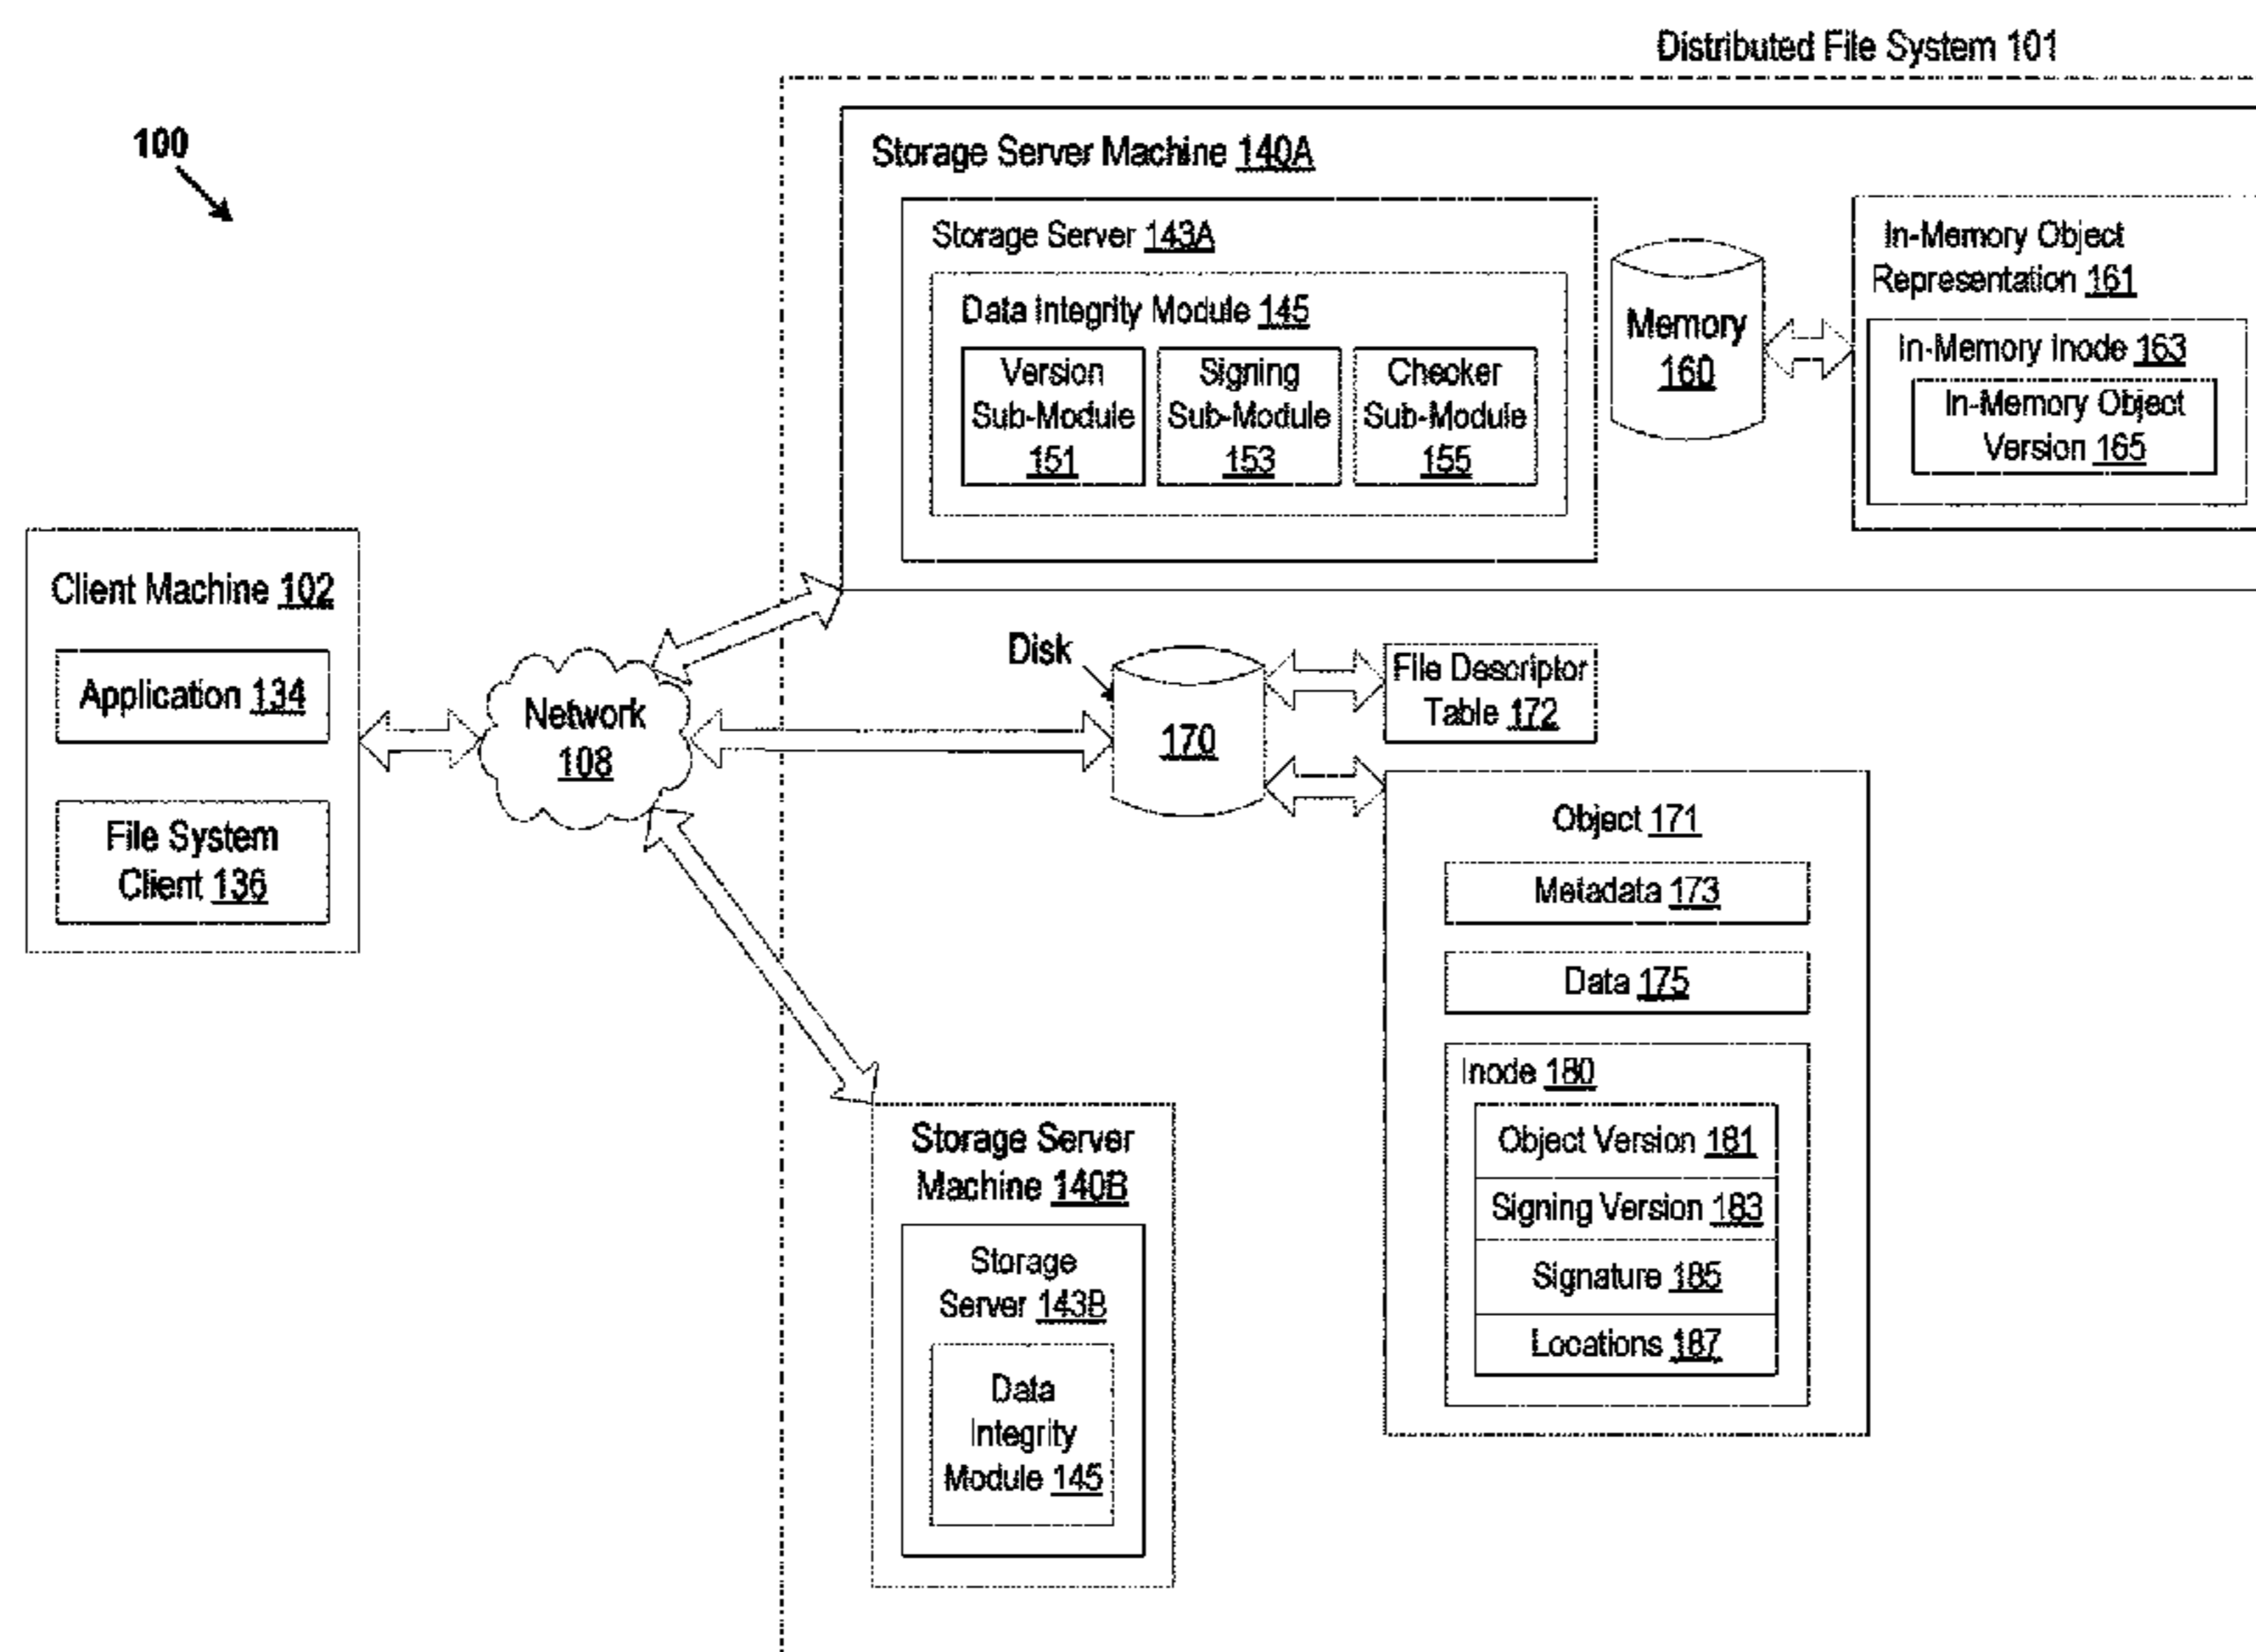 Distributed File System 101
100
Storage Server Machine 140A
Storage Server 143A
Data Integrity Module 145
Version
Sub-Module
151
Signing
Sub-Module
153
Checker
Sub-Module
155
Memory
160
In-Memory Object
Representation 161
In-Memory Inode 163
In-Memory Object
Version 165
Client Machine 102
Application 134
File System
Client 136
Network
108
Disk
170
File Descriptor
Table 172
Object 171
Metadata 173
Data 175
Inode 180
Object Version 181
Signing Version 183
Signature 185
Locations 187
Storage Server
Machine 140B
Storage
Server 143B
Data
Integrity
Module 145